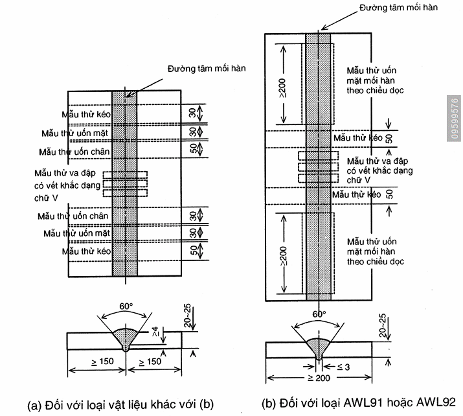 Đường tâm mối hàn
Mẫu thử kéo
30
Mẫu thử uốn mặt
30
Mẫu thử uốn chân
50
Mẫu thử va đập
có vết khắc dạng
chữ V
Mẫu thử uốn chân
30
Mẫu thử uốn mặt
30
Mẫu thử kéo
50
60°
≥4
20~25
≥ 150
≥ 150
(a) Đối với loại vật liệu khác với (b)
Đường tâm mối hàn
≥200
Mẫu thử uốn
mặt mối hàn
theo chiều dọc
Mẫu thử kéo
50
Mẫu thử va đập
có vết khắc dạng
chữ V
Mẫu thử kéo
50
≥200
Mẫu thử uốn
mặt mối hàn
theo chiều dọc
60°
20~25
≤ 3
≥ 200
(b) Đối với loại AWL91 hoặc AWL92
09599578